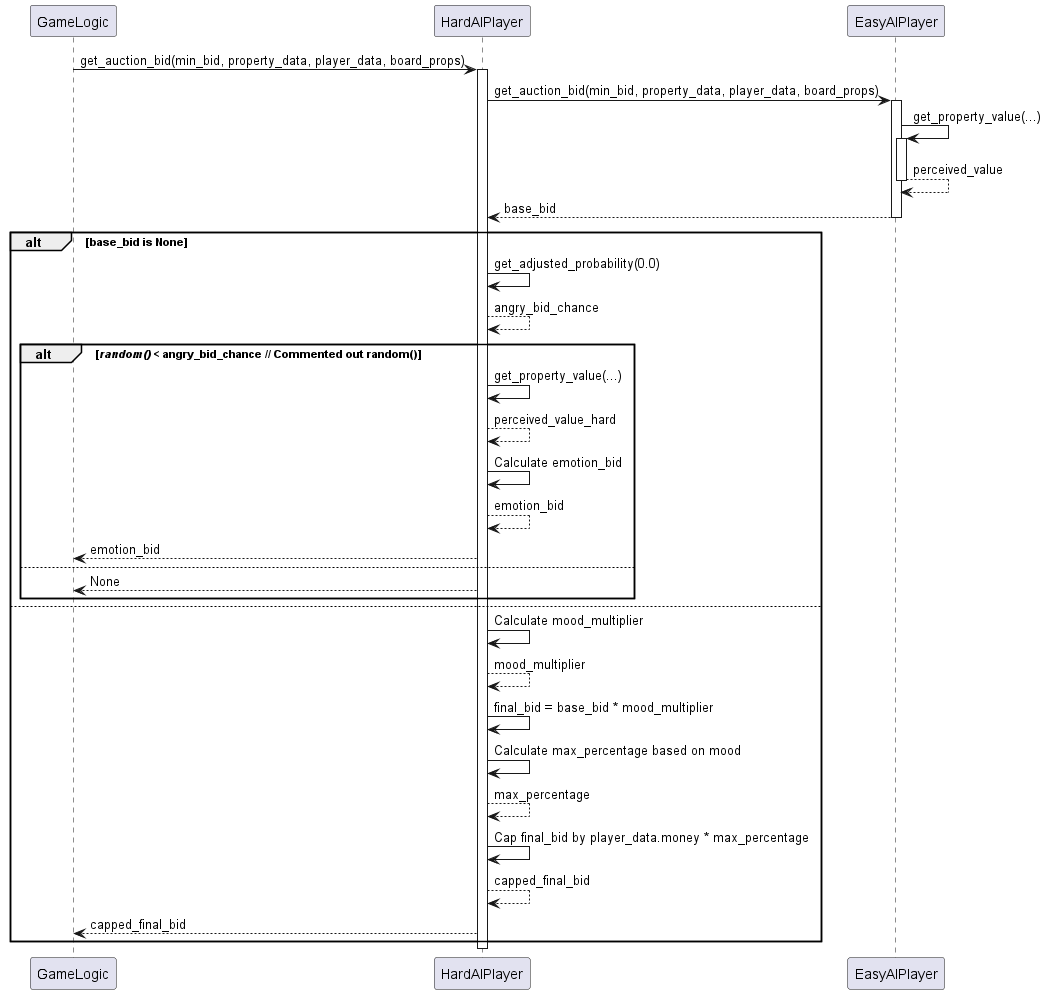 GameLogic
HardAIPlayer
EasyAIPlayer
get_auction_bid(min_bid, property_data, player_data, board_props)
get_auction_bid(min_bid, property_data, player_data, board_props)
get_property_value(...)
perceived_value
base_bid
alt
[base_bid is None]
get_adjusted_probability(0.0)
angry_bid_chance
alt
[random() < angry_bid_chance // Commented out random()]
get_property_value(...)
perceived_value_hard
Calculate emotion_bid
emotion_bid
emotion_bid
None
Calculate mood_multiplier
mood_multiplier
final_bid = base_bid * mood_multiplier
Calculate max_percentage based on mood
max_percentage
Cap final_bid by player_data.money * max_percentage
capped_final_bid
capped_final_bid
GameLogic
HardAIPlayer
EasyAIPlayer